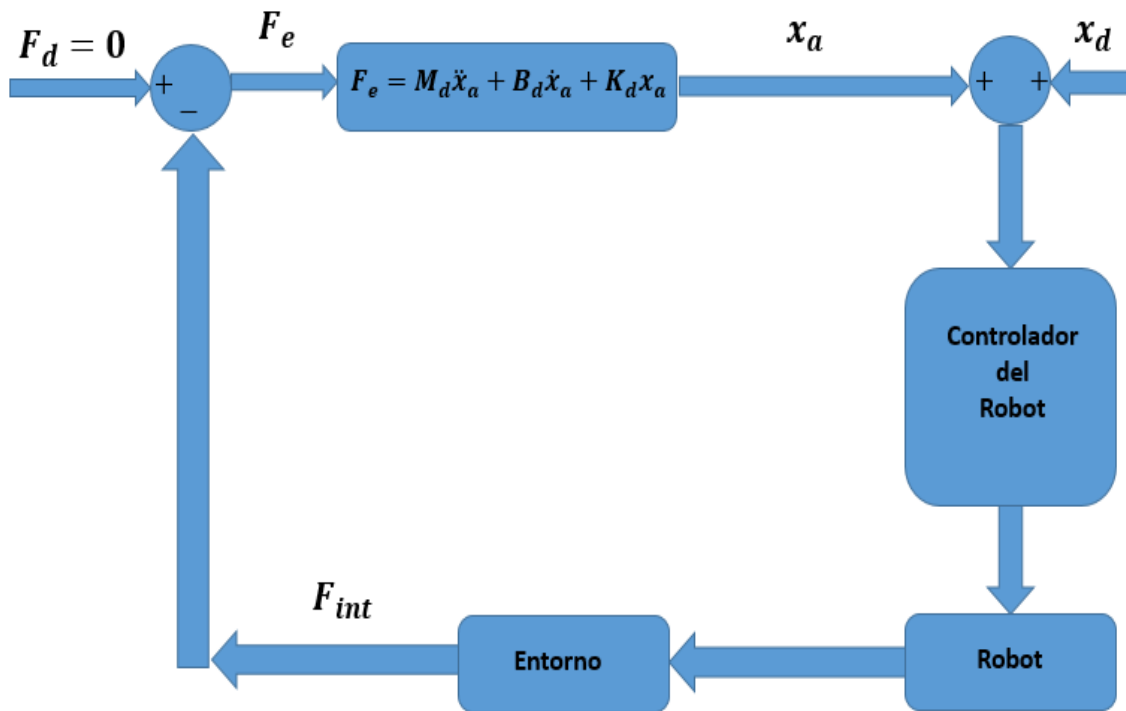 F_d = 0
F_e
x_a
x_d
+
−
F_e = M_d ẍ_a + B_d ẋ_a + K_d x_a
+ +
Controlador
del
Robot
F_int
Entorno
Robot